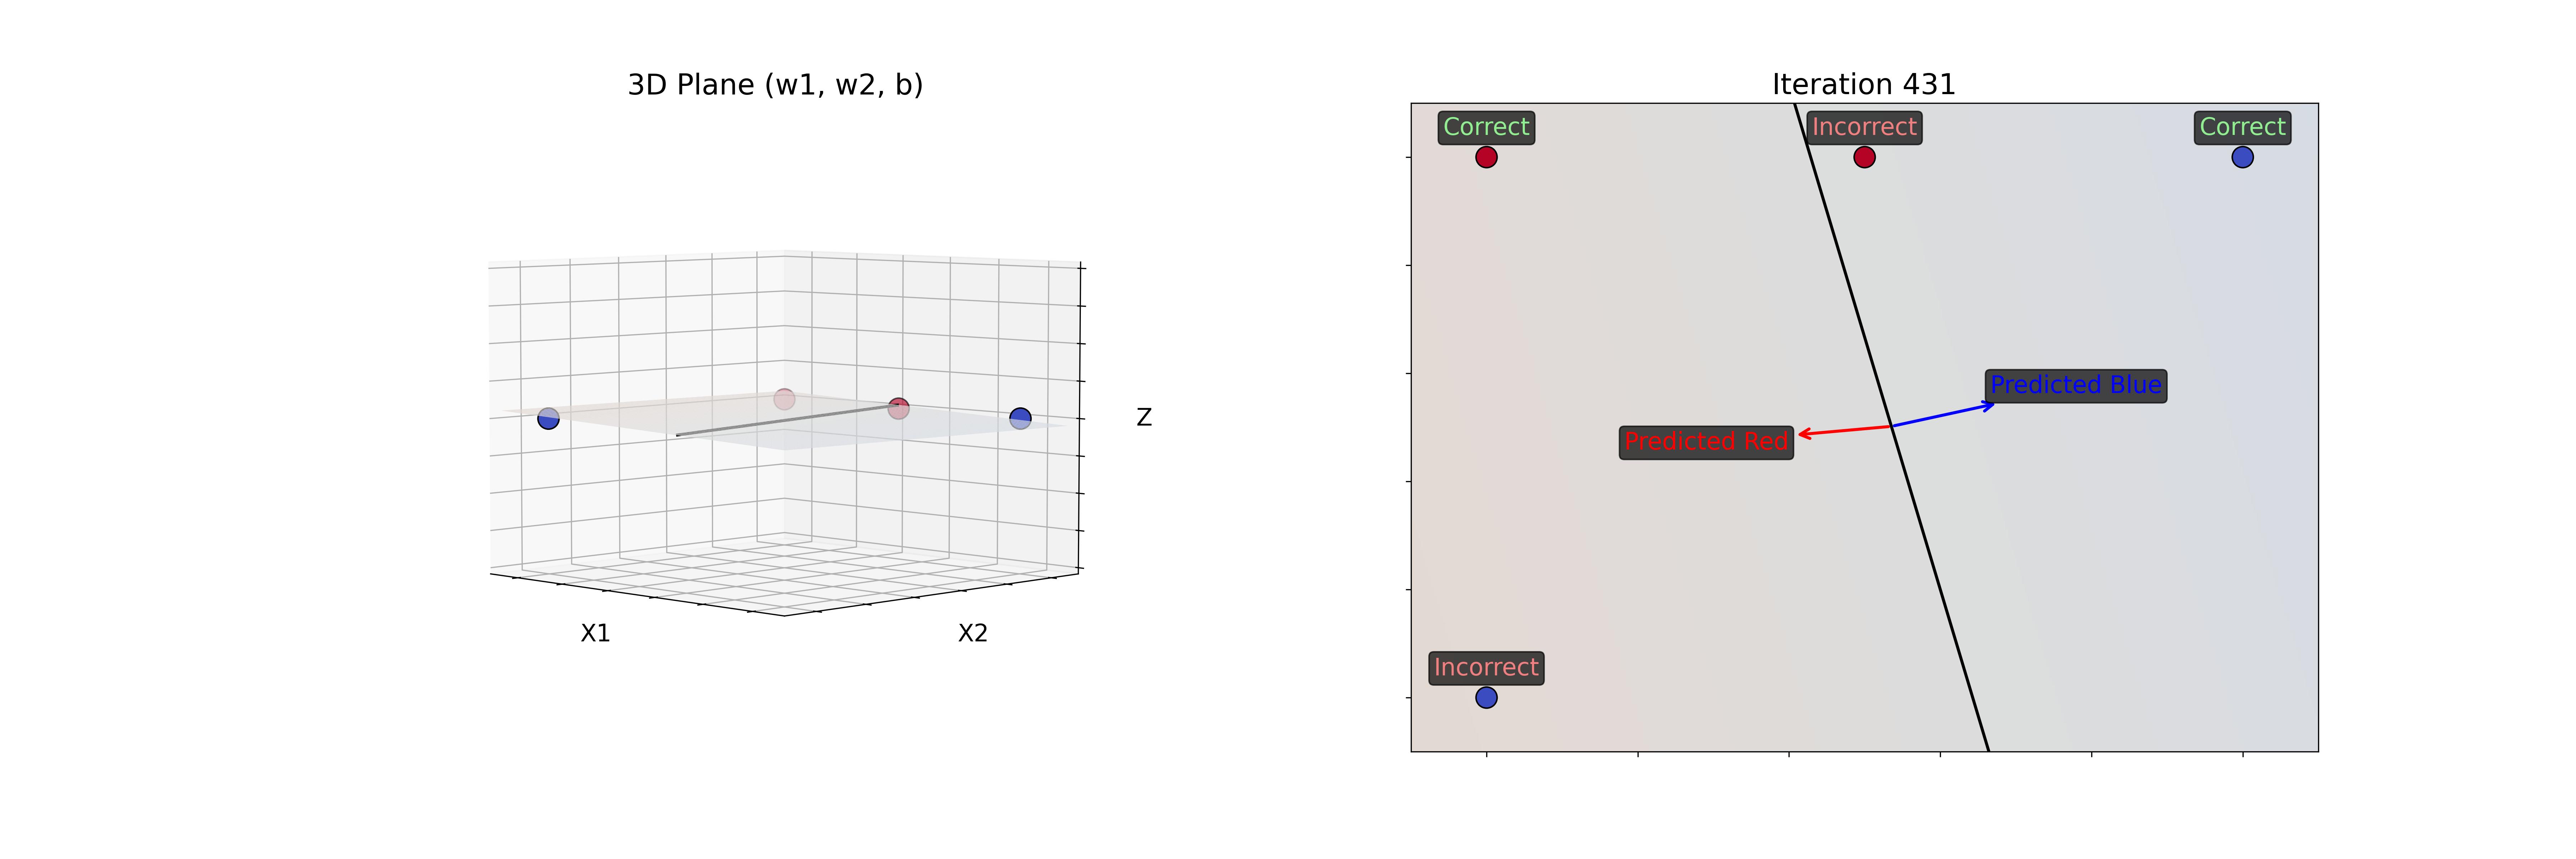 3D Plane (w1, w2, b)
Z
X1
X2
Iteration 431
Correct
Incorrect
Correct
Predicted Blue
Predicted Red
Incorrect